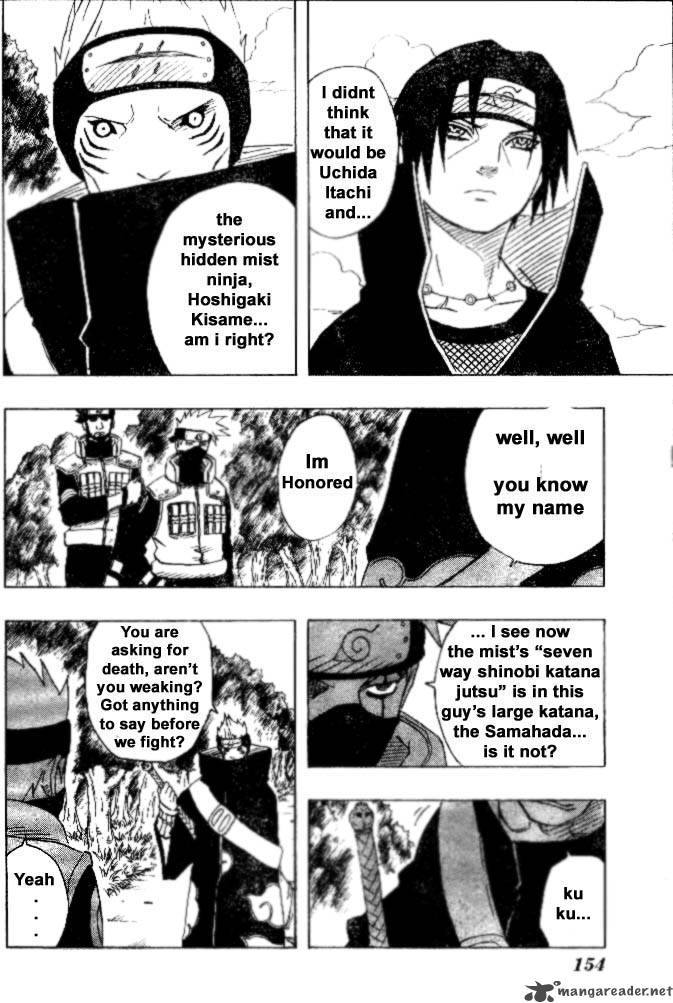 I didnt
think
that it
would be
Uchida
Itachi
and...
the
mysterious
hidden mist
ninja,
Hoshigaki
Kisame...
am i right?
well, well
you know
my name
Im
Honored
... I see now
the mist's “seven
way shinobi katana
jutsu” is in this
guy's large katana,
the Samahada...
is it not?
You are
asking for
death, aren't
you weaking?
Got anything
to say before
we fight?
Yeah
. . . .
ku
ku...
154
mangareader.net